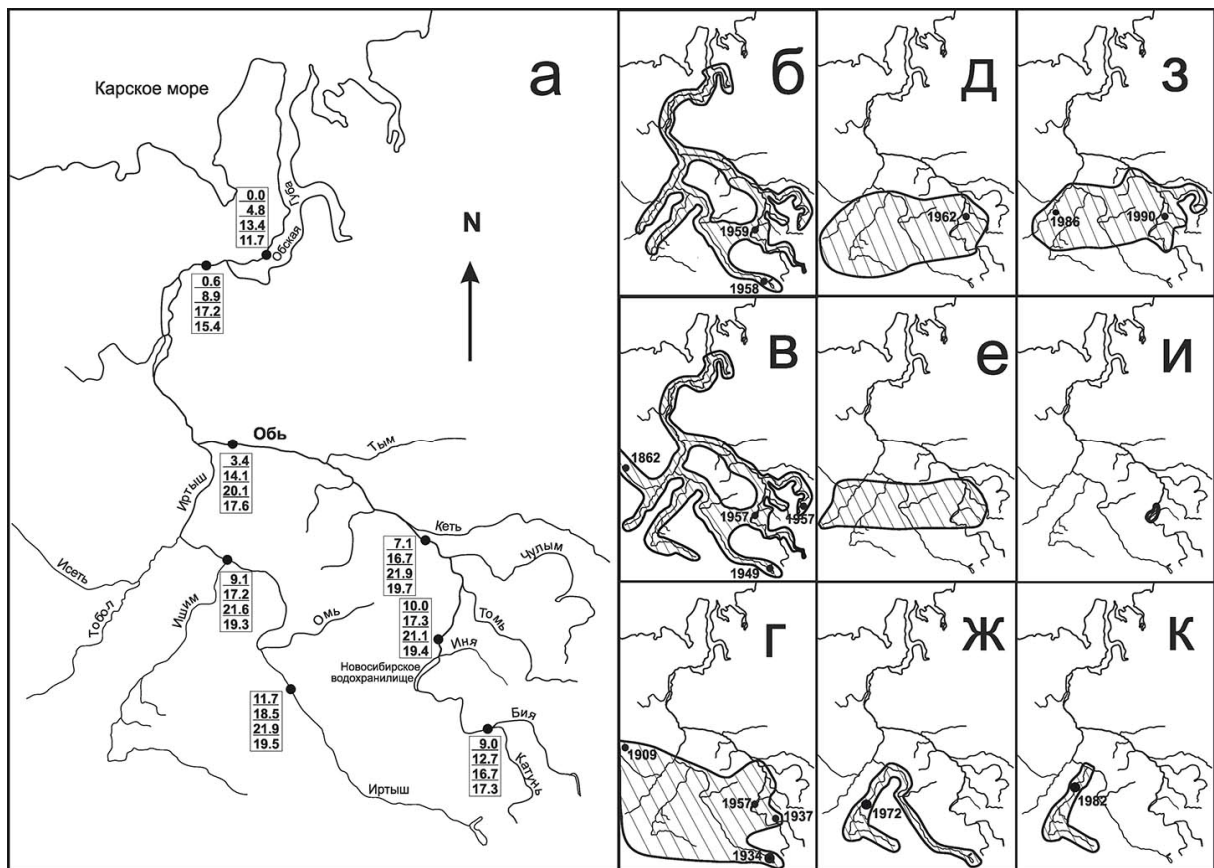 а
Карское море
Обская
губа
0.0
4.8
13.4
11.7
N
0.6
8.9
17.2
15.4
Обь
3.4
14.1
20.1
17.6
Тым
Иртыш
Кеть
Чулым
7.1
16.7
21.9
19.7
Исеть
Тобол
Ишим
9.1
17.2
21.6
19.3
Омь
10.0
17.3
21.1
19.4
Томь
Иня
Новосибирское
водохранилище
11.7
18.5
21.9
19.5
Бия
9.0
12.7
16.7
17.3
Катинь
Иртыш
б
1959
1958
д
1962
з
1986
1990
в
1862
1957
1957
1949
е
и
г
1909
1957
1937
1934
ж
1972
к
1982